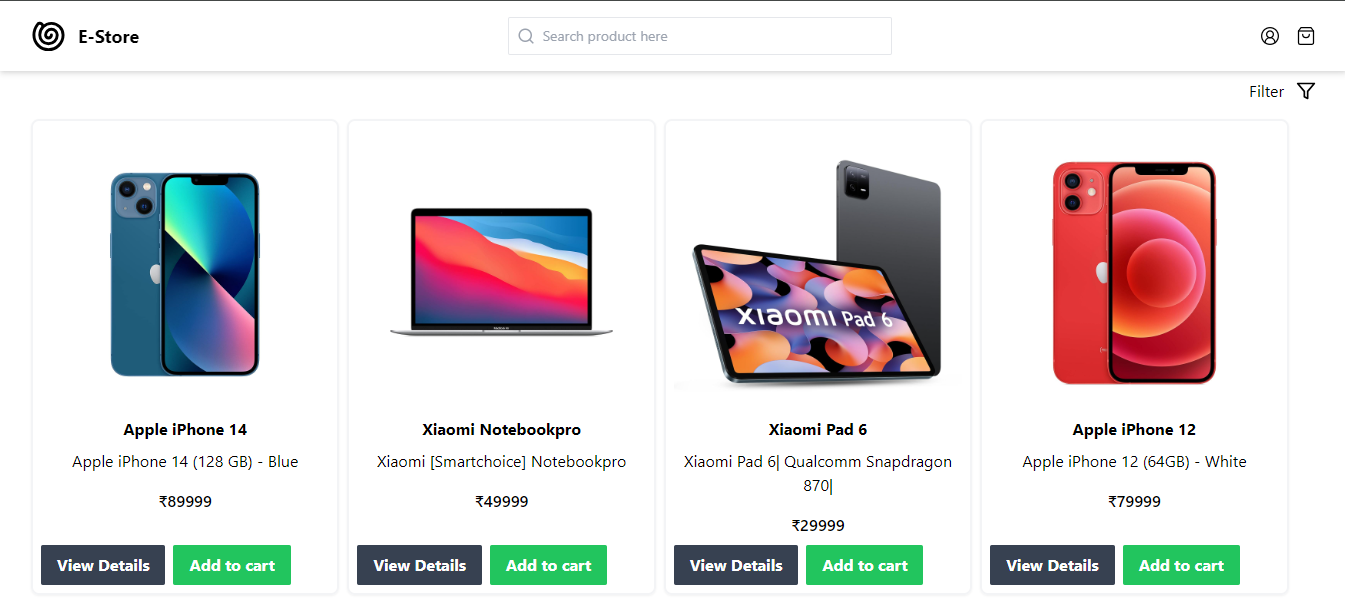 E-Store
Search product here
Filter
Apple iPhone 14
Apple iPhone 14 (128 GB) - Blue
₹89999
View Details
Add to cart
Xiaomi Notebookpro
Xiaomi [Smartchoice] Notebookpro
₹49999
View Details
Add to cart
XIAOMI Pad 6
Xiaomi Pad 6
Xiaomi Pad 6| Qualcomm Snapdragon
870|
₹29999
View Details
Add to cart
Apple iPhone 12
Apple iPhone 12 (64GB) - White
₹79999
View Details
Add to cart